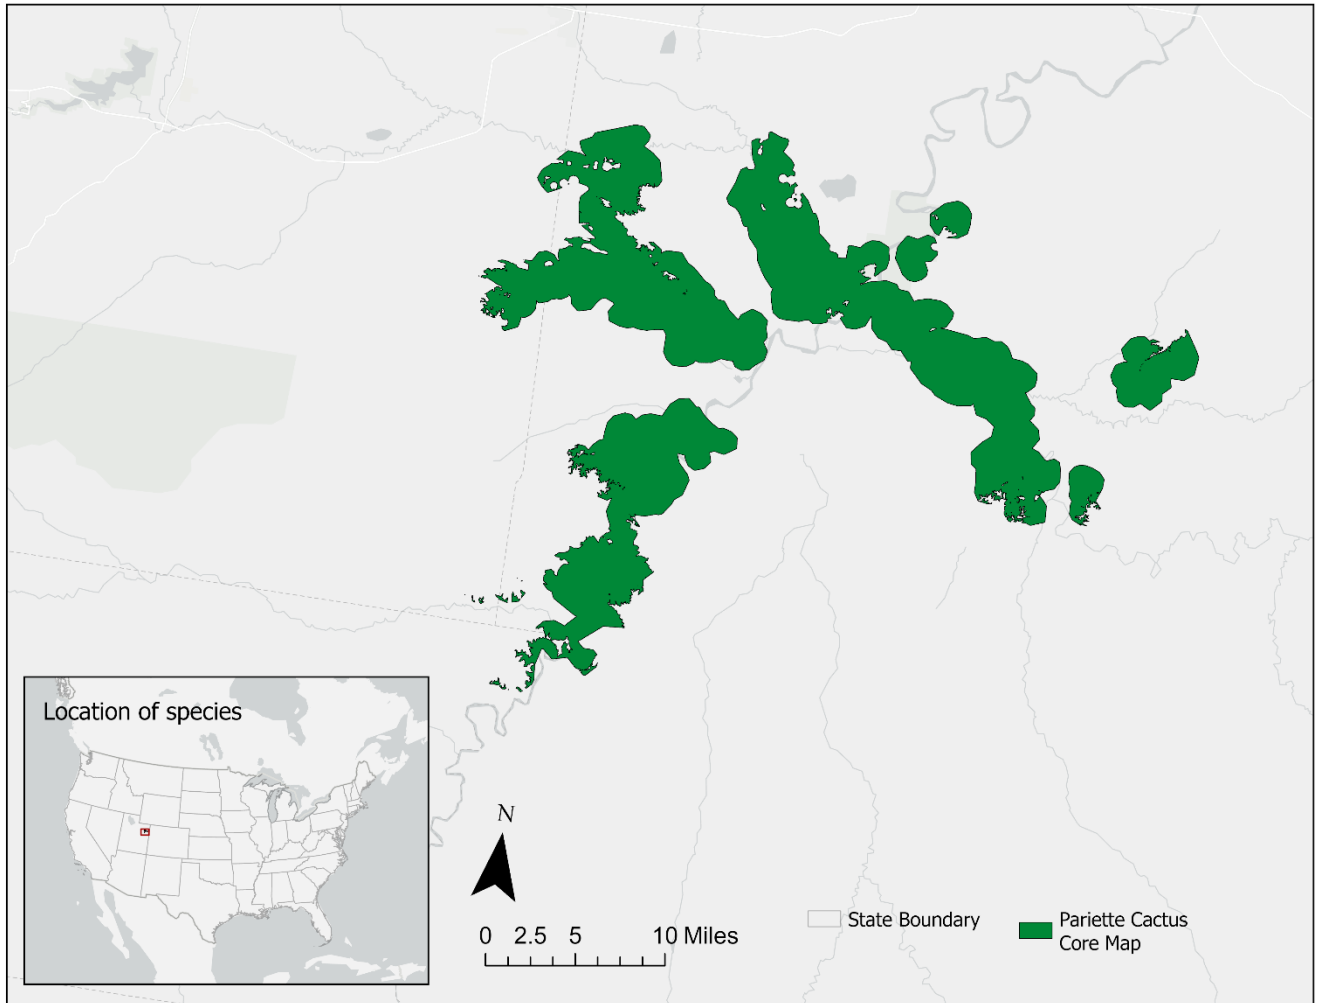 Location of species
N
0 2.5 5 10 Miles
State Boundary
Pariette Cactus
Core Map